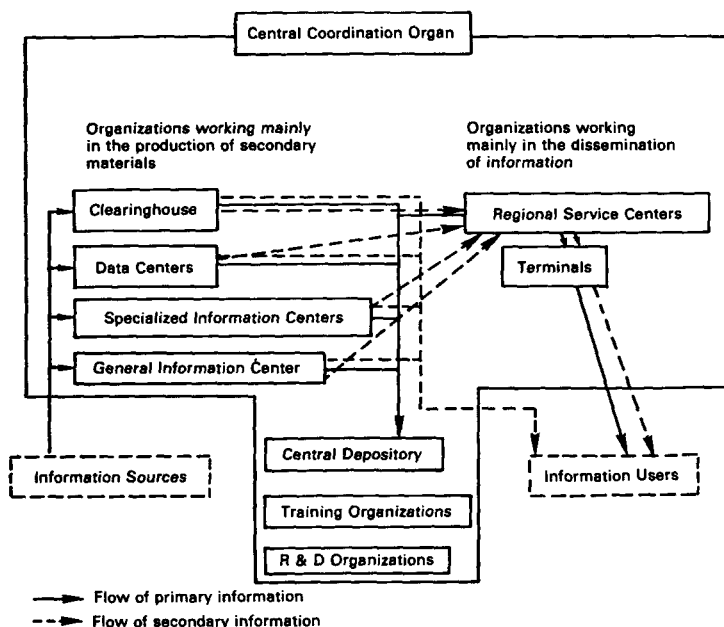 Central Coordination Organ
Organizations working mainly
in the production of secondary
materials
Organizations working
mainly in the dissemination
of information
Clearinghouse
Regional Service Centers
Data Centers
Terminals
Specialized Information Centers
General Information Center
Central Depository
Information Sources
Information Users
Training Organizations
R & D Organizations
Flow of primary information
Flow of secondary information